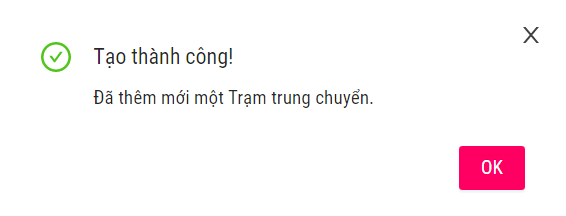 Tạo thành công!
Đã thêm mới một Trạm trung chuyển.
OK